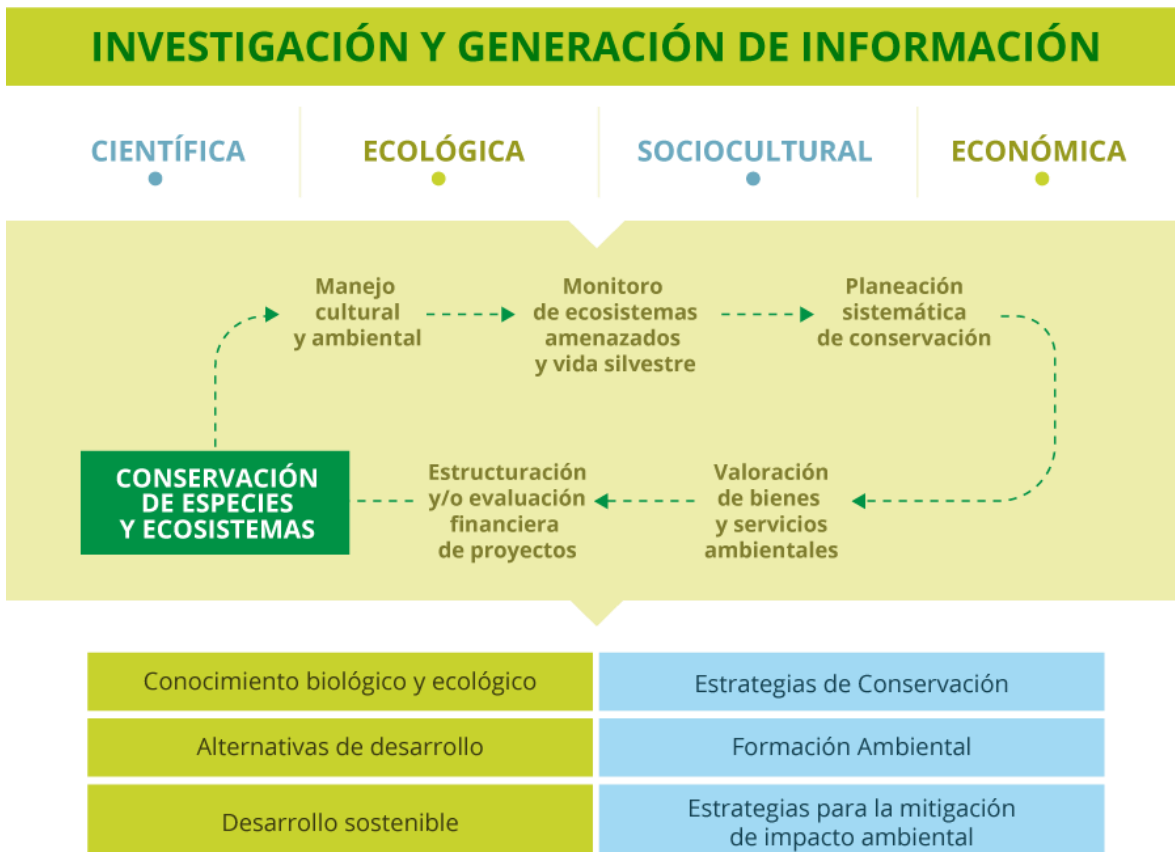 INVESTIGACIÓN Y GENERACIÓN DE INFORMACIÓN
CIENTÍFICA
ECOLÓGICA
SOCIOCULTURAL
ECONÓMICA
Manejo
cultural
y ambiental
Monitoro
de ecosistemas
amenazados
y vida silvestre
Planeación
sistemática
de conservación
CONSERVACIÓN
DE ESPECIES
Y ECOSISTEMAS
Estructuración
y/o evaluación
financiera
de proyectos
Valoración
de bienes
y servicios
ambientales
Conocimiento biológico y ecológico
Estrategias de Conservación
Alternativas de desarrollo
Formación Ambiental
Desarrollo sostenible
Estrategias para la mitigación
de impacto ambiental